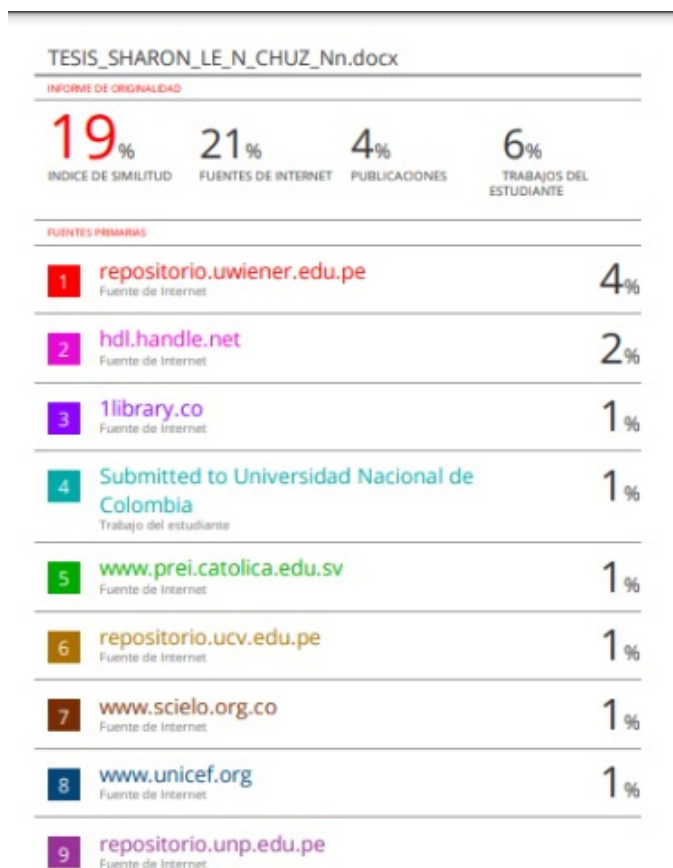 TESIS_SHARON_LE_N_CHUZ_Nn.docx
INFORME DE ORIGINALIDAD
19% 21% 4% 6%
INDICE DE SIMILITUD FUENTES DE INTERNET PUBLICACIONES TRABAJOS DEL
ESTUDIANTE
FUENTES PRIMARIAS
1 repositorio.uwiener.edu.pe 4%
Fuente de Internet
2 hdl.handle.net 2%
Fuente de Internet
3 1library.co 1%
Fuente de Internet
4 Submitted to Universidad Nacional de
Colombia 1%
Trabajo del estudiante
5 www.prei.catolica.edu.sv 1%
Fuente de Internet
6 repositorio.ucv.edu.pe 1%
Fuente de Internet
7 www.scielo.org.co 1%
Fuente de Internet
8 www.unicef.org 1%
Fuente de Internet
9 repositorio.unp.edu.pe
Fuente de Internet